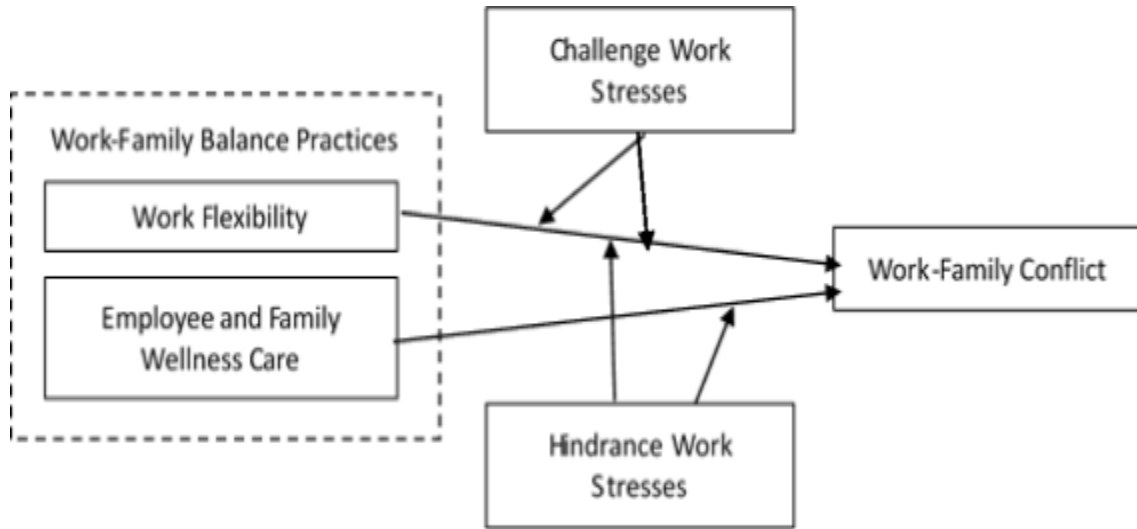 Challenge Work
Stresses
Work-Family Balance Practices
Work Flexibility
Employee and Family
Wellness Care
Work-Family Conflict
Hindrance Work
Stresses